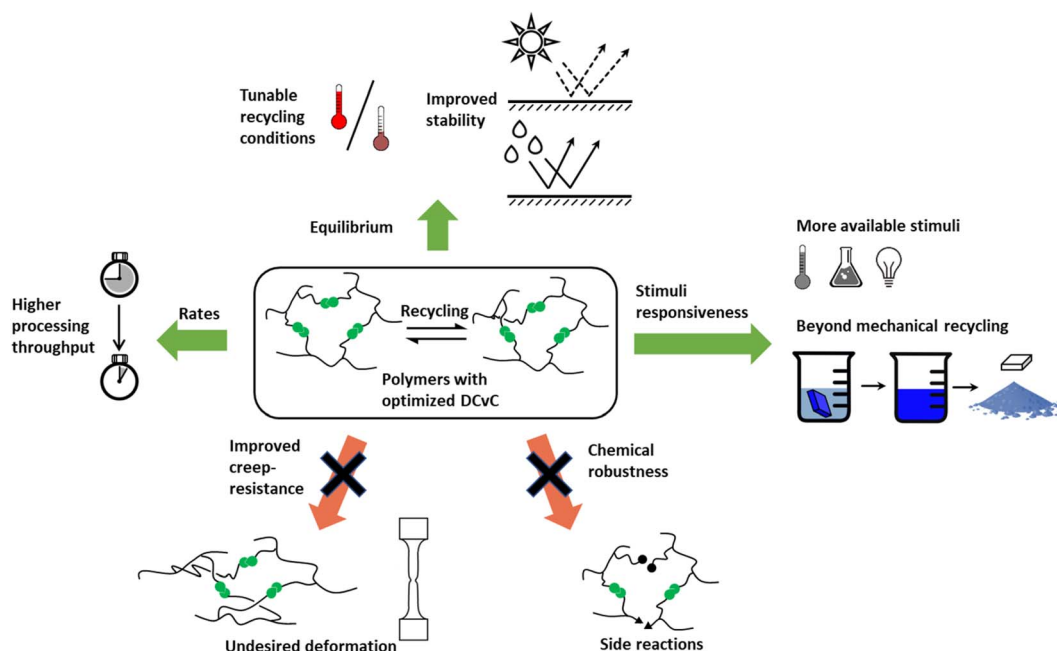 Tunable
recycling
conditions
Improved
stability
Equilibrium
More available stimuli
Higher
processing
throughput
Rates
Recycling
Polymers with
optimized DCvC
Stimuli
responsiveness
Beyond mechanical recycling
Improved
creep-
resistance
Chemical
robustness
Undesired deformation
Side reactions